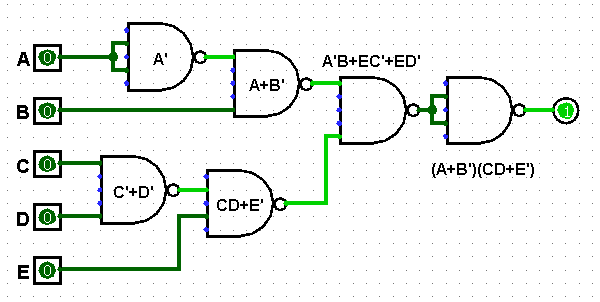 A 0 A'
A+B'
A'B+EC'+ED'
B 0
1
C 0
C'+D'
D 0
CD+E'
(A+B')(CD+E')
E 0